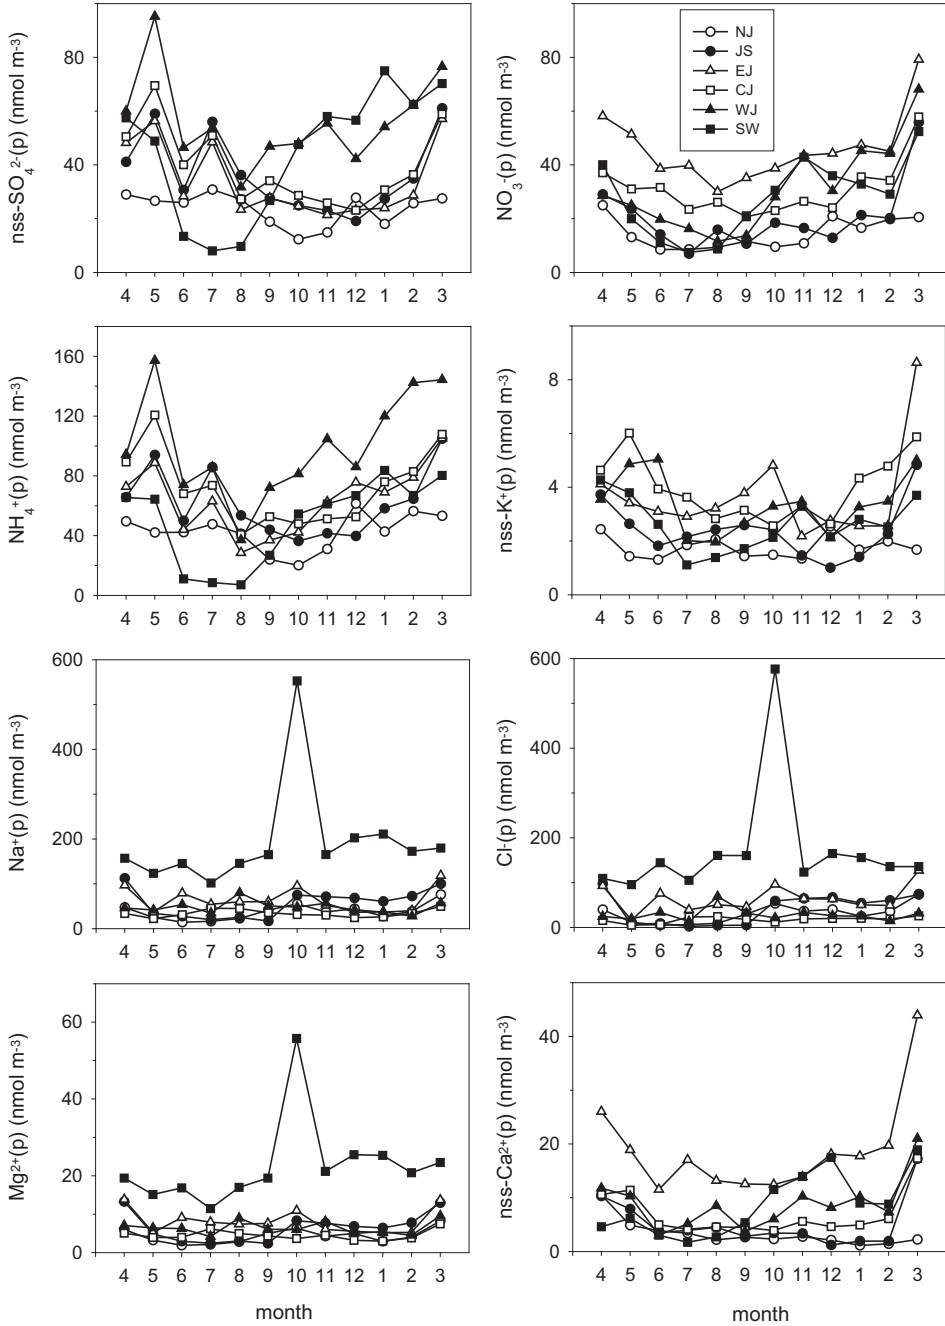 nss-SO₄²⁻(p) (nmol m⁻³)
80
40
0
4 5 6 7 8 9 10 11 12 1 2 3
NO₃⁻(p) (nmol m⁻³)
80
40
0
4 5 6 7 8 9 10 11 12 1 2 3
NJ
JS
EJ
CJ
WJ
SW
NH₄⁺(p) (nmol m⁻³)
160
120
80
40
0
4 5 6 7 8 9 10 11 12 1 2 3
nss-K⁺(p) (nmol m⁻³)
8
4
0
4 5 6 7 8 9 10 11 12 1 2 3
Na⁺(p) (nmol m⁻³)
600
400
200
0
4 5 6 7 8 9 10 11 12 1 2 3
Cl⁻(p) (nmol m⁻³)
600
400
200
0
4 5 6 7 8 9 10 11 12 1 2 3
Mg²⁺(p) (nmol m⁻³)
60
40
20
0
4 5 6 7 8 9 10 11 12 1 2 3
month
nss-Ca²⁺(p) (nmol m⁻³)
40
20
0
4 5 6 7 8 9 10 11 12 1 2 3
month